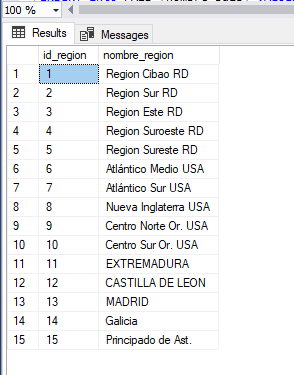 100 %
Results Messages
id_region nombre_region
1 1 Region Cibao RD
2 2 Region Sur RD
3 3 Region Este RD
4 4 Region Suroeste RD
5 5 Region Sureste RD
6 6 Atlántico Medio USA
7 7 Atlántico Sur USA
8 8 Nueva Inglaterra USA
9 9 Centro Norte Or. USA
10 10 Centro Sur Or. USA
11 11 EXTREMADURA
12 12 CASTILLA DE LEON
13 13 MADRID
14 14 Galicia
15 15 Principado de Ast.